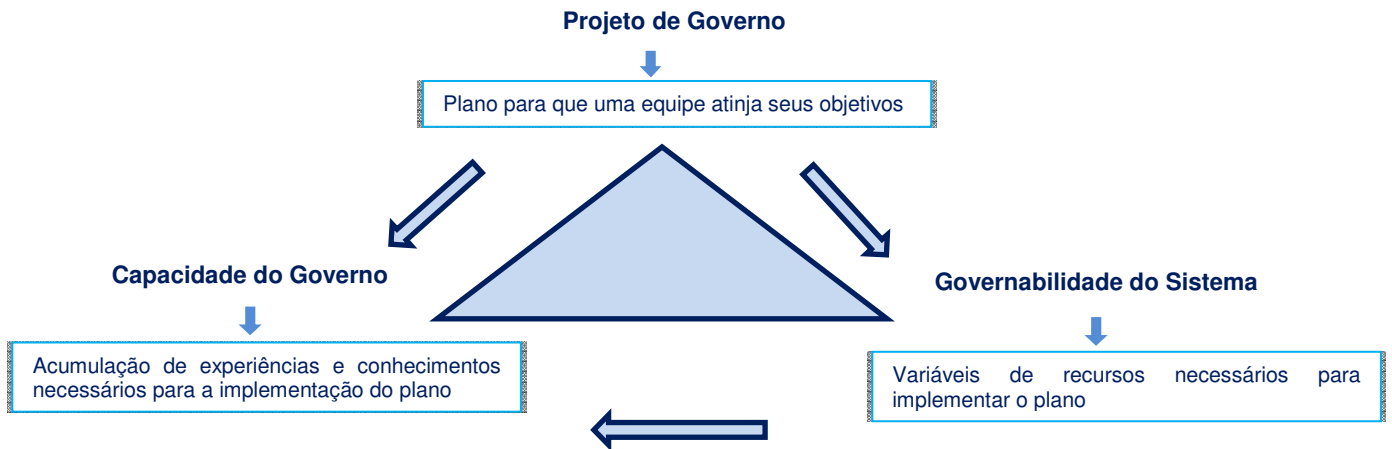 Projeto de Governo
Plano para que uma equipe atinja seus objetivos
Capacidade do Governo
Acumulação de experiências e conhecimentos
necessários para a implementação do plano
Governabilidade do Sistema
Variáveis de recursos necessários para
implementar o plano